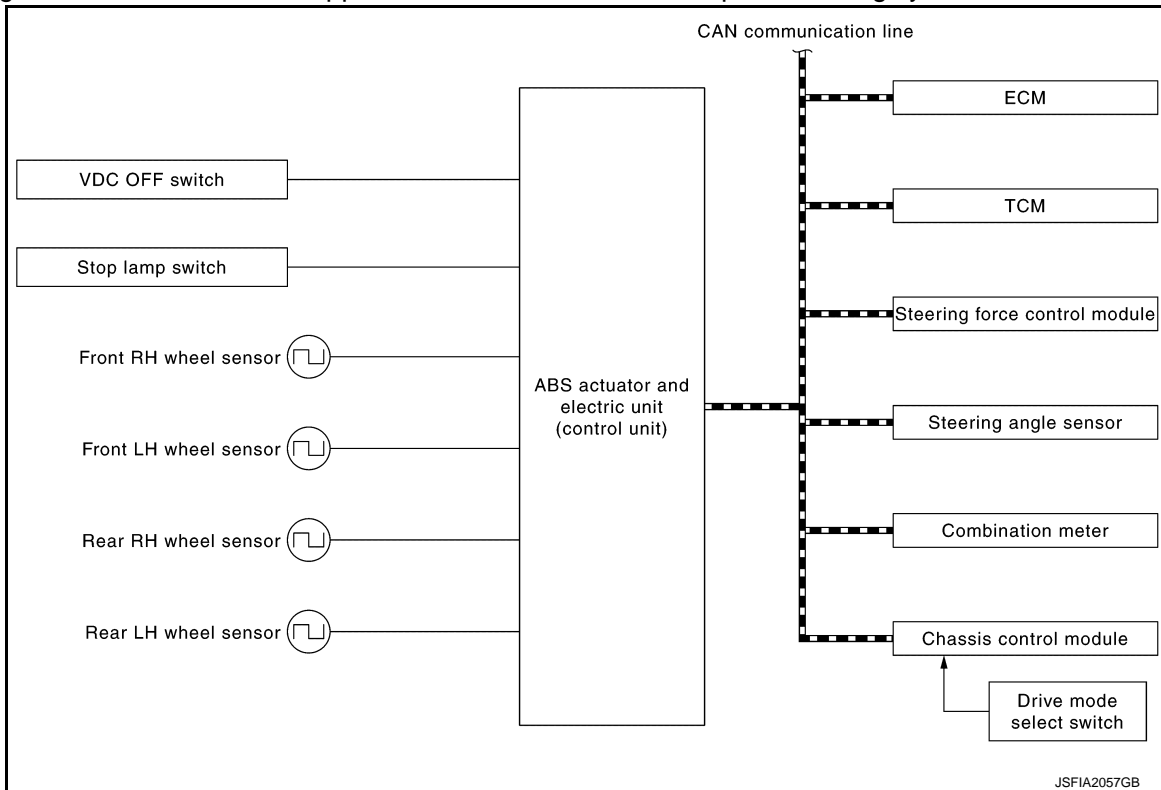 CAN communication line
ECM
VDC OFF switch
TCM
Stop lamp switch
Steering force control module
Front RH wheel sensor
ABS actuator and
electric unit
(control unit)
Steering angle sensor
Front LH wheel sensor
Combination meter
Rear RH wheel sensor
Rear LH wheel sensor
Chassis control module
Drive mode
select switch
JSFIA2057GB